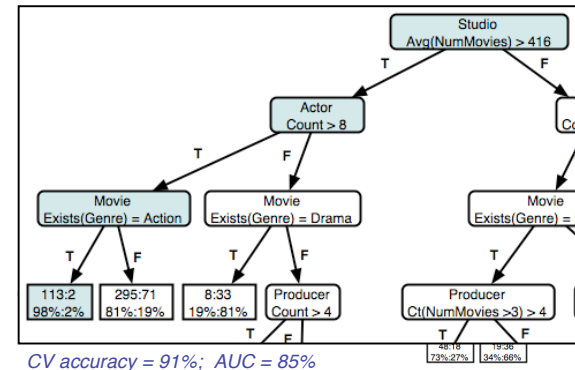 Studio
Avg(NumMovies) > 416
T
F
Actor
Count > 8
T
F
Movie
Exists(Genre) = Action
Movie
Exists(Genre) = Drama
Movie
Exists(Genre) =
T
F
T
F
T
113:2
98%:2%
295:71
81%:19%
8:33
19%:81%
Producer
Count > 4
Producer
Ct(NumMovies >3) > 4
T
F
T
F
48:18
73%:27%
19:36
34%:66%
CV accuracy = 91%; AUC = 85%